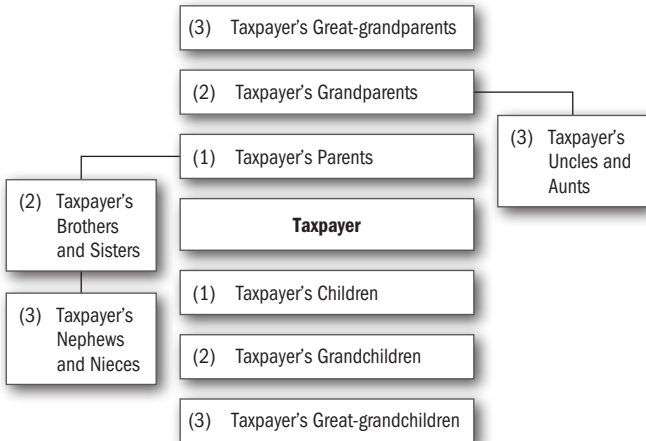 (3) Taxpayer's Great-grandparents
(2) Taxpayer's Grandparents
(3) Taxpayer's
Uncles and
Aunts
(1) Taxpayer's Parents
(2) Taxpayer's
Brothers
and Sisters
Taxpayer
(1) Taxpayer's Children
(3) Taxpayer's
Nephews
and Nieces
(2) Taxpayer's Grandchildren
(3) Taxpayer's Great-grandchildren